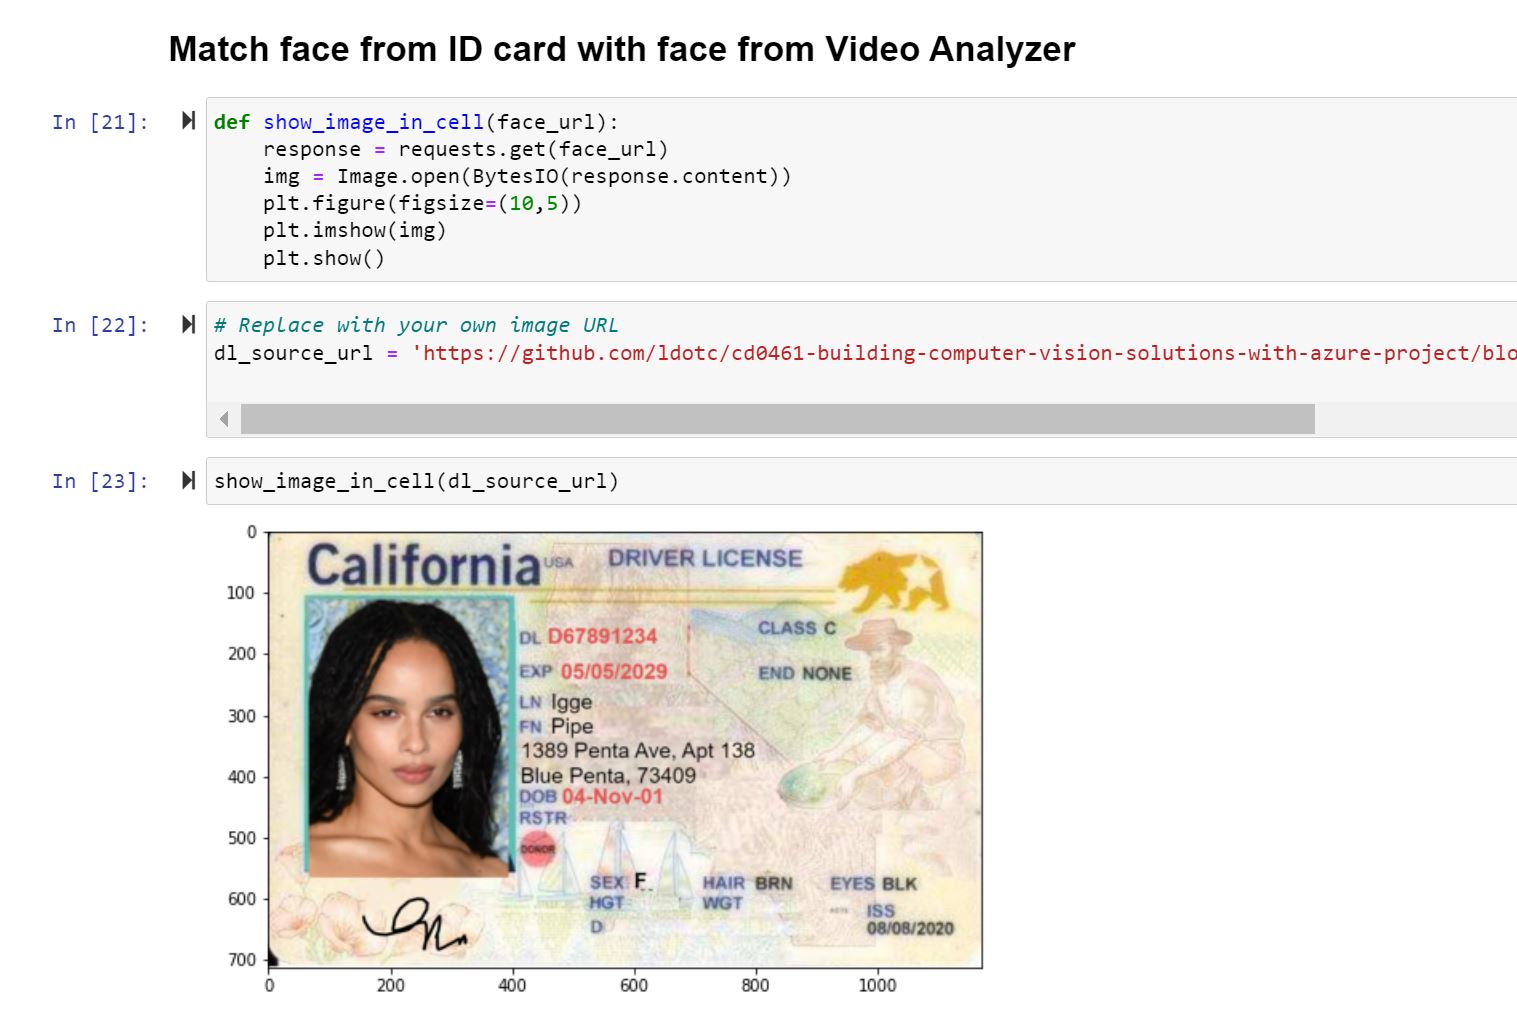 Match face from ID card with face from Video Analyzer
In [21]:
def show_image_in_cell(face_url):
response = requests.get(face_url)
img = Image.open(BytesIO(response.content))
plt.figure(figsize=(10,5))
plt.imshow(img)
plt.show()
In [22]:
# Replace with your own image URL
dl_source_url = 'https://github.com/ldotc/cd0461-building-computer-vision-solutions-with-azure-project/blo
In [23]:
show_image_in_cell(dl_source_url)
0
100
200
300
400
500
600
700
California USA DRIVER LICENSE
DL D67891234
CLASS C
EXP 05/05/2029
END NONE
LN Igge
FN Pipe
1389 Penta Ave, Apt 138
Blue Penta, 73409
DOB 04-Nov-01
RSTR
DONOR
SEX F HAIR BRN EYES BLK
HGT WGT
ISS
D
08/08/2020
0 200 400 600 800 1000